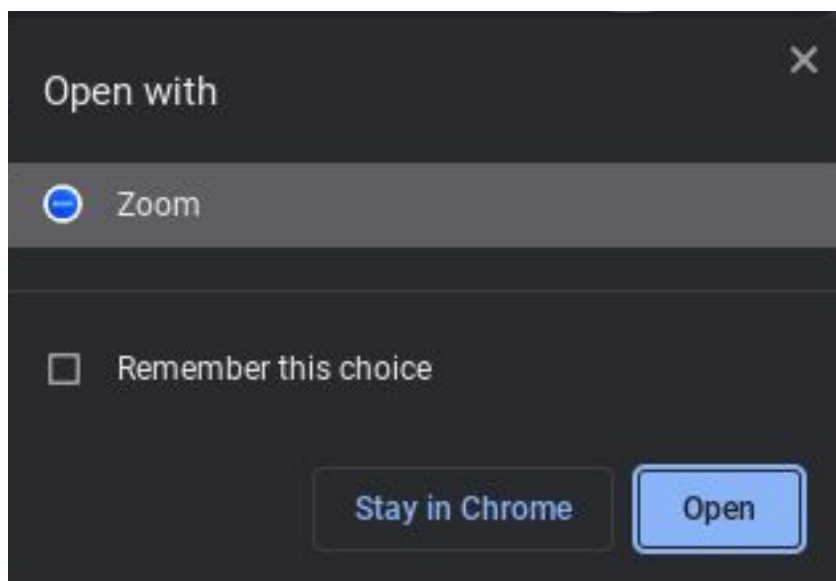 Open with
Zoom
Remember this choice
Stay in Chrome
Open